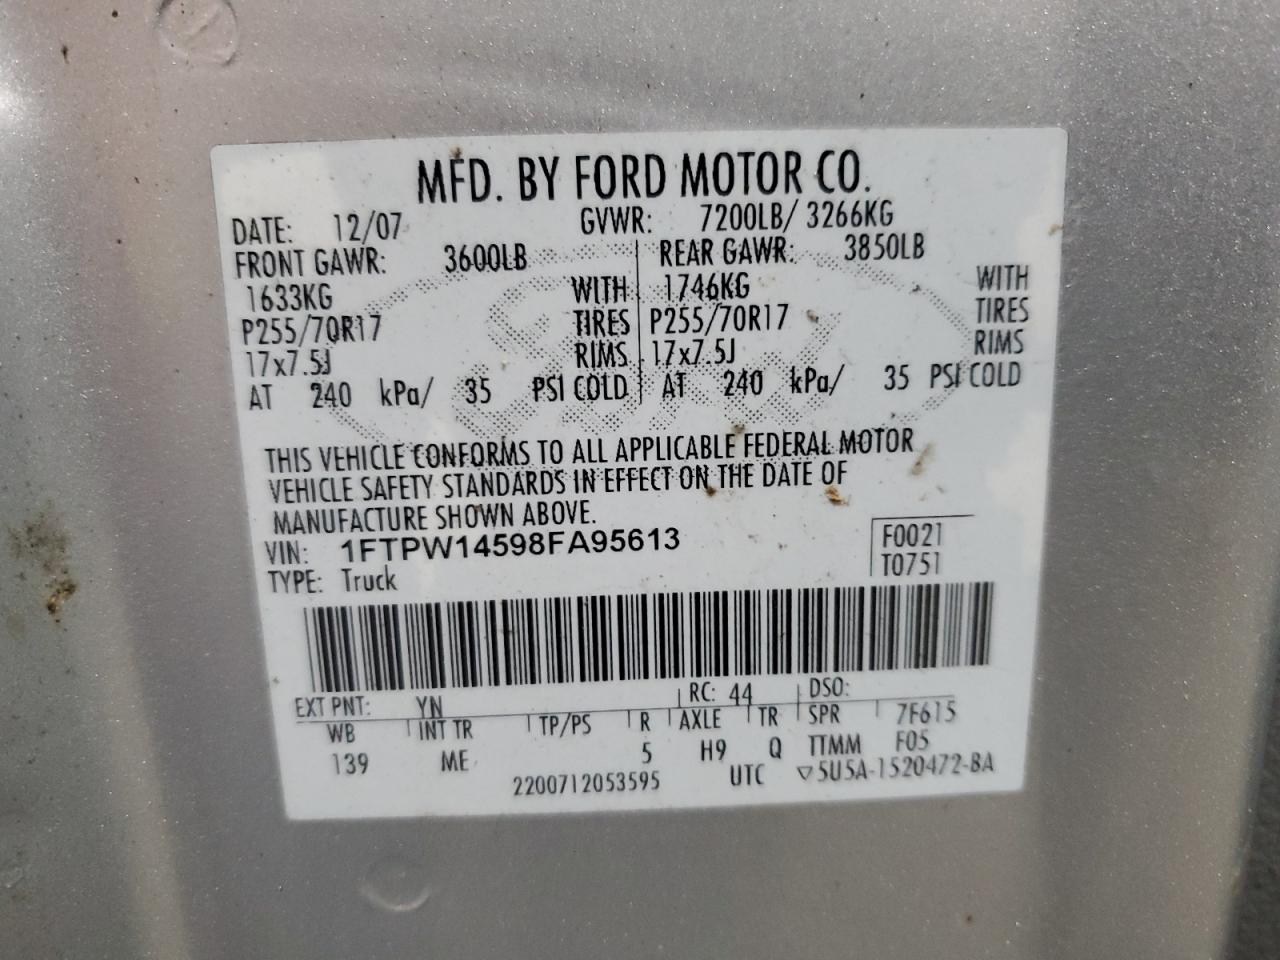 MFD. BY FORD MOTOR CO.
DATE: 12/07 GVWR: 7200LB/ 3266KG
FRONT GAWR: 3600LB REAR GAWR: 3850LB
1633KG WITH 1746KG WITH
P255/70R17 TIRES P255/70R17 TIRES
17x7.5J RIMS 17x7.5J RIMS
AT 240 kPa/ 35 PSI COLD AT 240 kPa/ 35 PSI COLD
THIS VEHICLE CONFORMS TO ALL APPLICABLE FEDERAL MOTOR
VEHICLE SAFETY STANDARDS IN EFFECT ON THE DATE OF
MANUFACTURE SHOWN ABOVE.
VIN: 1FTPW14598FA95613 F0021
TYPE: Truck T0751
EXT PNT: YN RC: 44 DSO:
WB INT TR TP/PS R AXLE TR SPR 7F615
139 ME 5 H9 Q TTMM F05
2200712053595 UTC ▽5U5A-1520472-BA